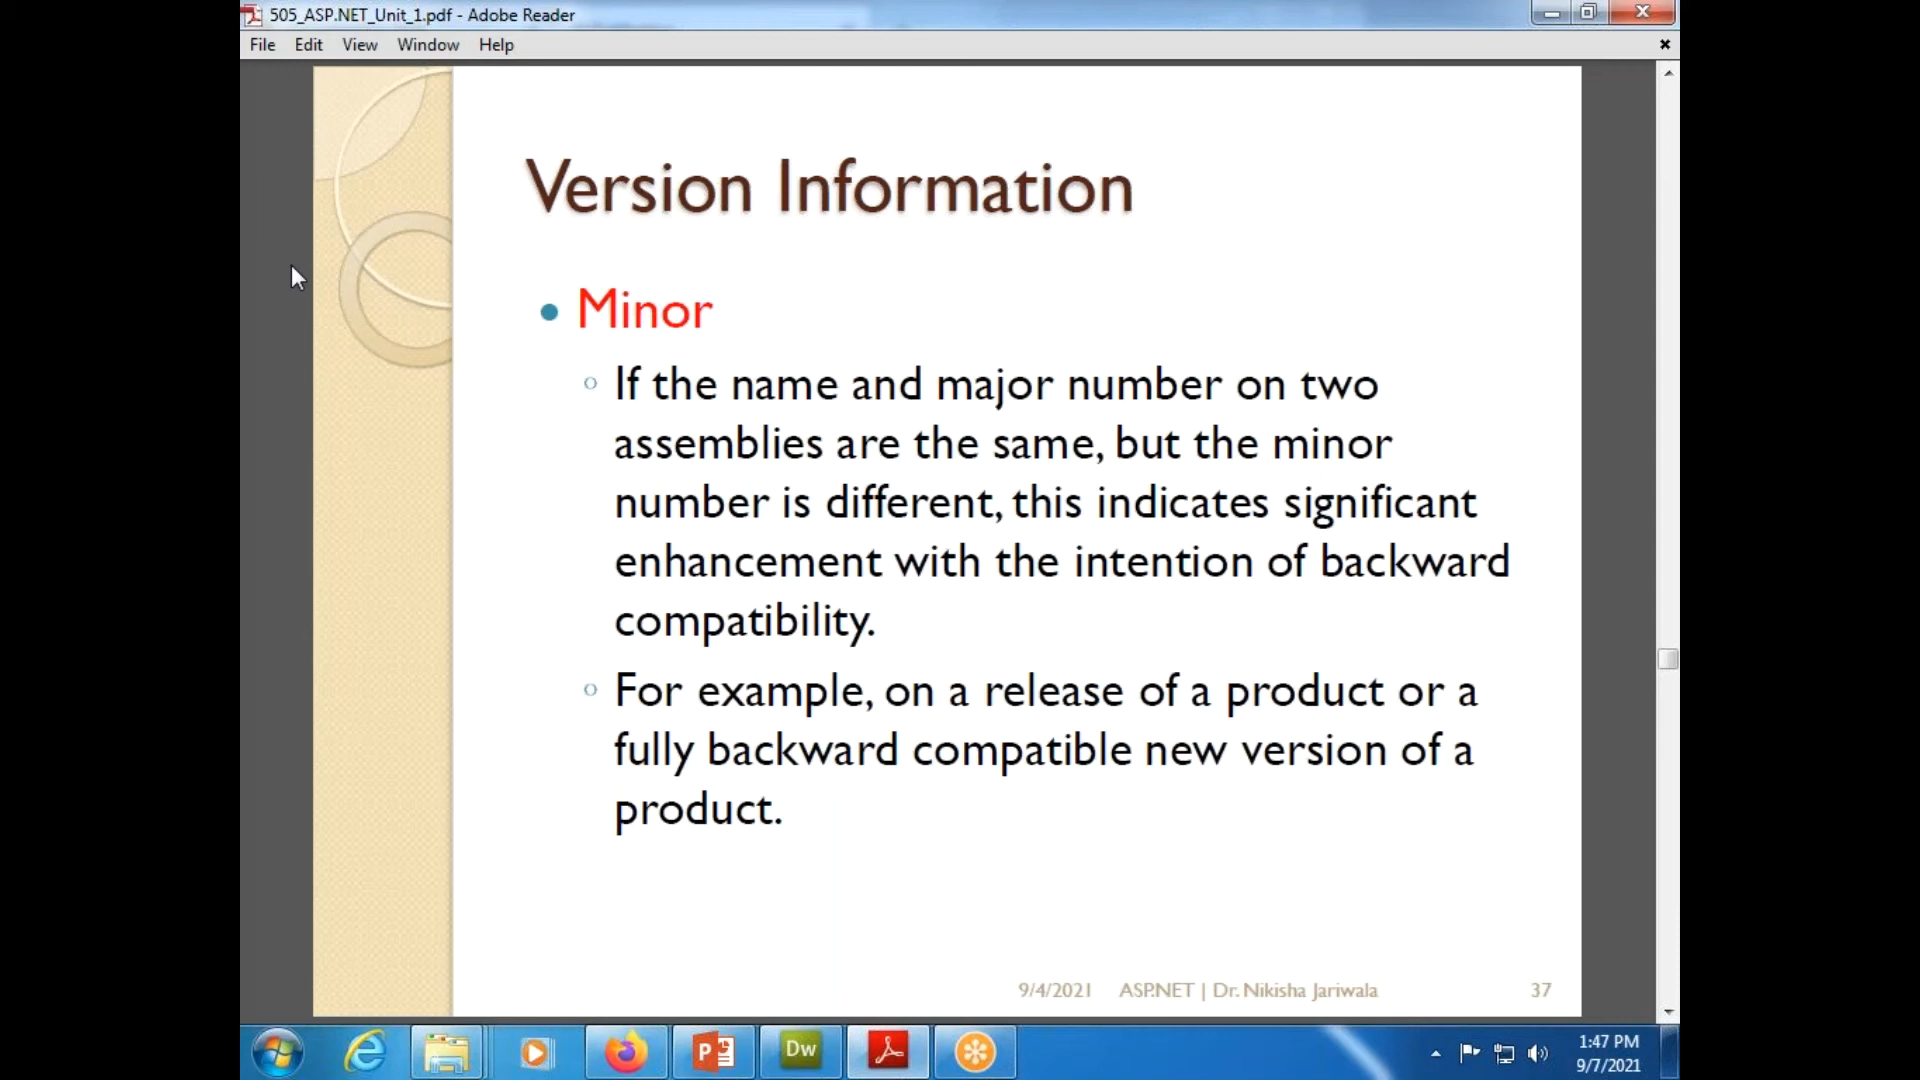 505_ASP.NET_Unit_1.pdf - Adobe Reader
File Edit View Window Help
Version Information
Minor
If the name and major number on two
assemblies are the same, but the minor
number is different, this indicates significant
enhancement with the intention of backward
compatibility.
For example, on a release of a product or a
fully backward compatible new version of a
product.
9/4/2021 ASP.NET | Dr. Nikisha Jariwala 37
Dw
1:47 PM
9/7/2021